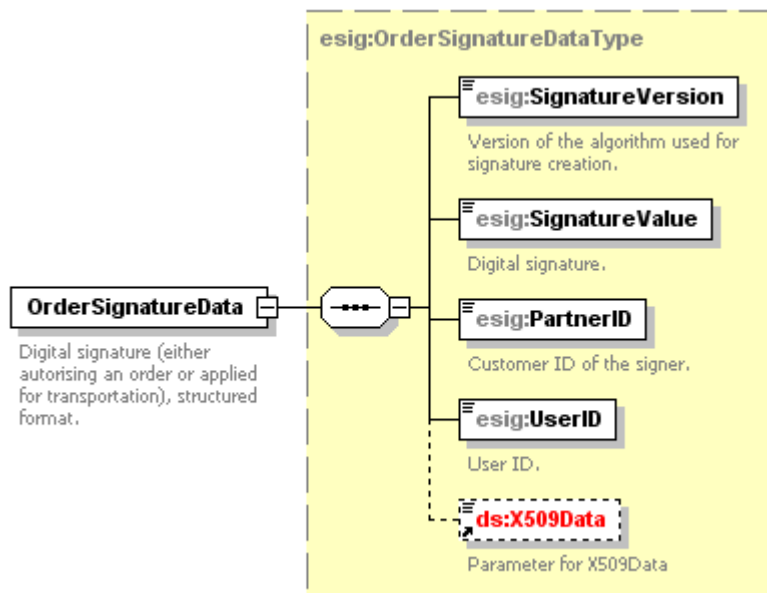 esig:OrderSignatureDataType
esig:SignatureVersion
Version of the algorithm used for
signature creation.
esig:SignatureValue
Digital signature.
OrderSignatureData
Digital signature (either
autorising an order or applied
for transportation), structured
format.
esig:PartnerID
Customer ID of the signer.
esig:UserID
User ID.
ds:X509Data
Parameter for X509Data